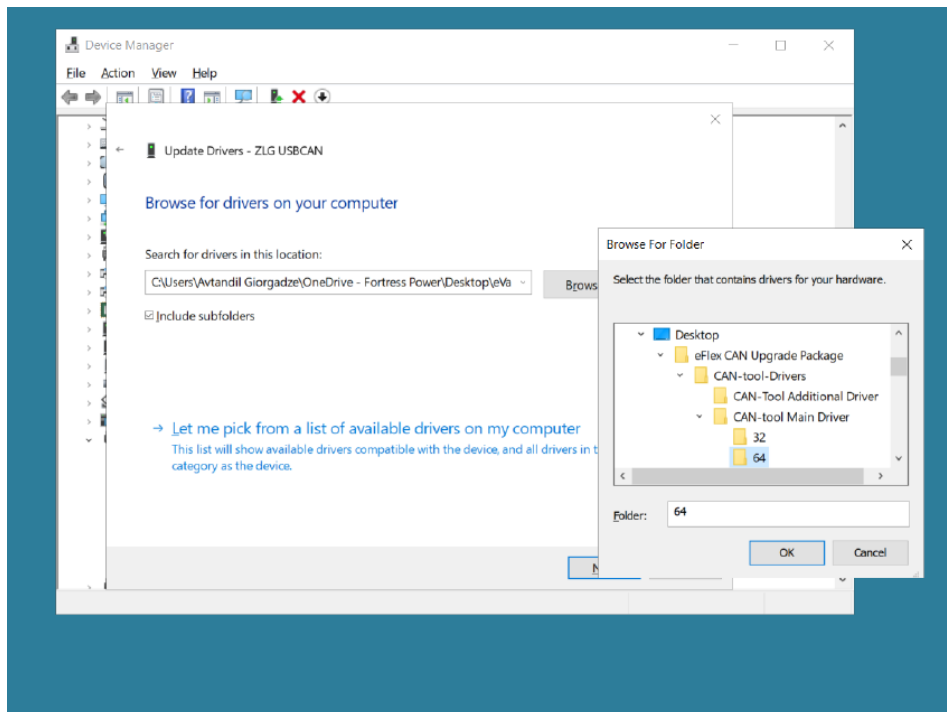 Device Manager
File Action View Help
Update Drivers - ZLG USBCAN
Browse for drivers on your computer
Search for drivers in this location:
C:\Users\Avtandil Giorgadze\OneDrive - Fortress Power\Desktop\eVa
Brows
Include subfolders
→ Let me pick from a list of available drivers on my computer
This list will show available drivers compatible with the device, and all drivers in t
category as the device.
N
Browse For Folder
Select the folder that contains drivers for your hardware.
Desktop
eFlex CAN Upgrade Package
CAN-tool-Drivers
CAN-Tool Additional Driver
CAN-tool Main Driver
32
64
Folder: 64
OK Cancel